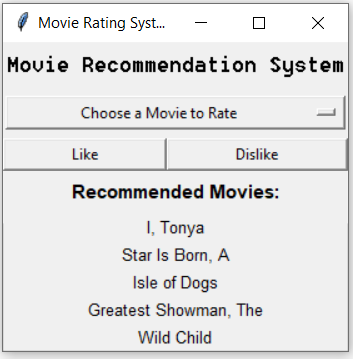 Movie Rating Syst...
Movie Recommendation System
Choose a Movie to Rate
Like Dislike
Recommended Movies:
I, Tonya
Star Is Born, A
Isle of Dogs
Greatest Showman, The
Wild Child